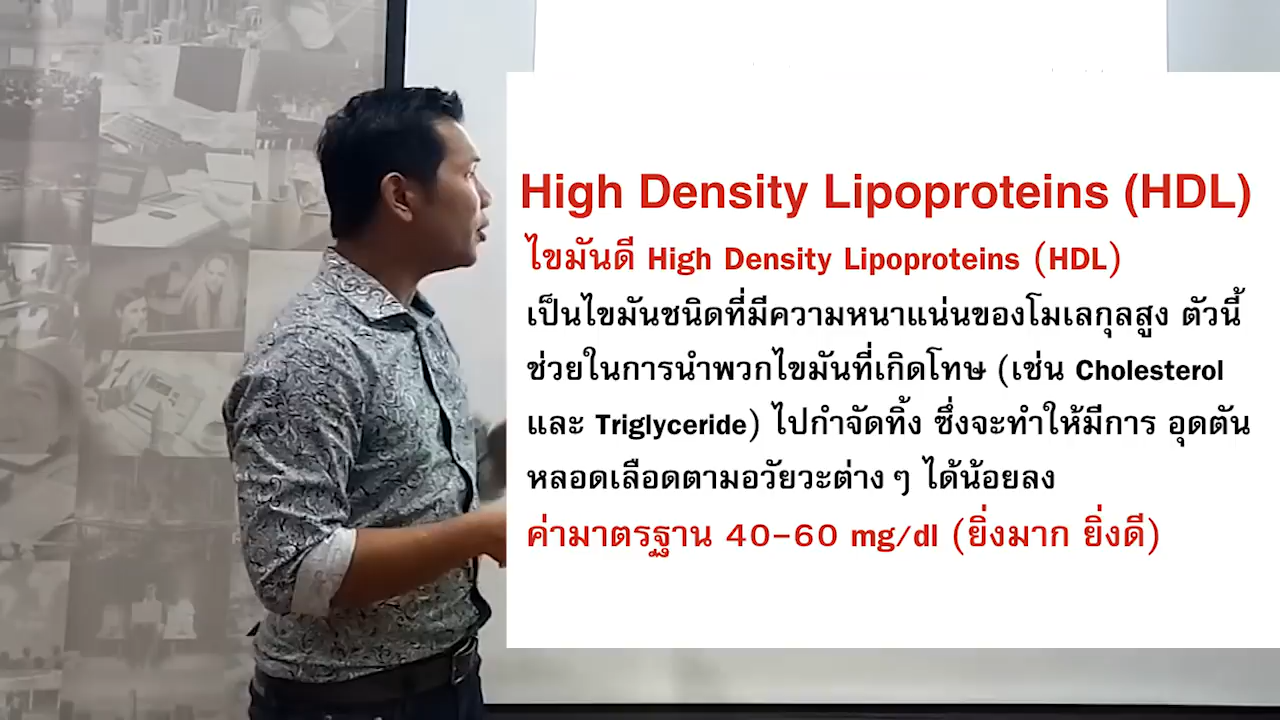 High Density Lipoproteins (HDL)
ไขมันดี High Density Lipoproteins (HDL)
เป็นไขมันชนิดที่มีความหนาแน่นของโมเลกุลสูง ตัวนี้
ช่วยในการนำพวกไขมันที่เกิดโทษ (เช่น Cholesterol
และ Triglyceride) ไปกำจัดทิ้ง ซึ่งจะทำให้มีการ อุดตัน
หลอดเลือดตามอวัยวะต่าง ๆ ได้น้อยลง
ค่ามาตรฐาน 40-60 mg/dl (ยิ่งมาก ยิ่งดี)